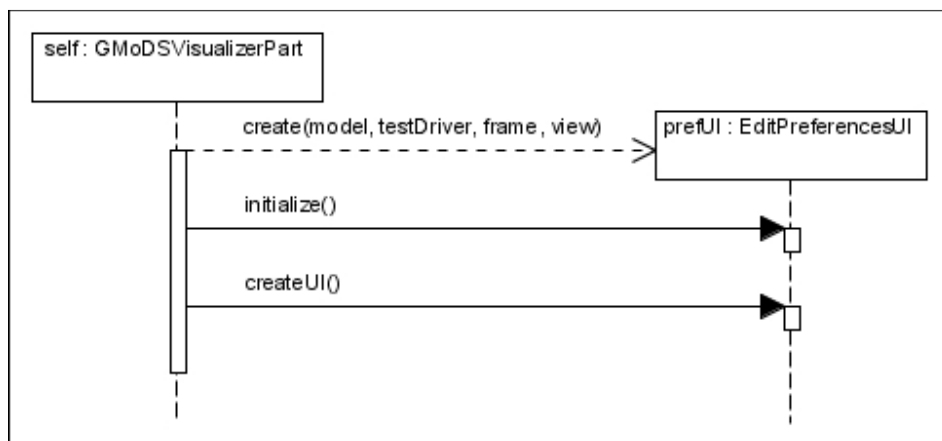 self : GMoDSVisualizerPart
create(model, testDriver, frame , view)
prefUI : EditPreferencesUI
initialize()
createUI()